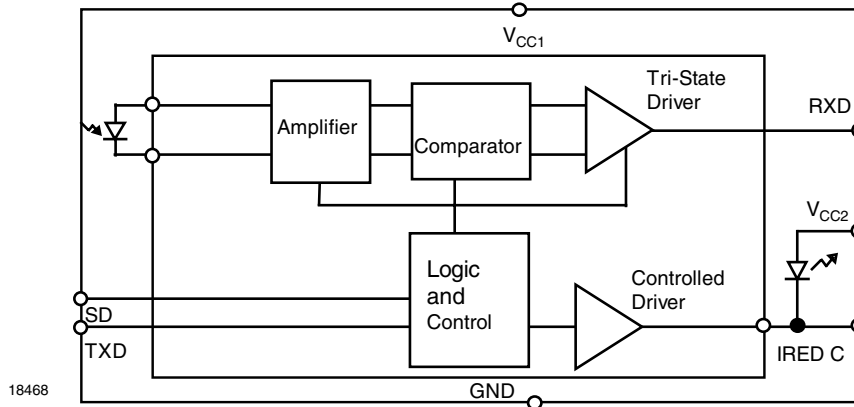 V_CC1
Tri-State
Driver
RXD
Amplifier
Comparator
V_CC2
Logic
and
Control
Controlled
Driver
SD
TXD
IRED C
18468
GND